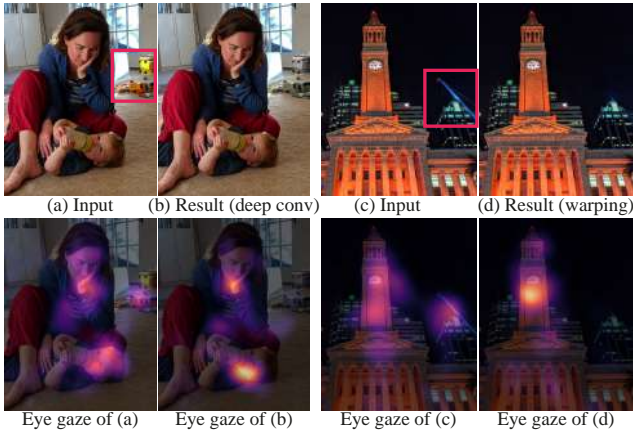 (a) Input
(b) Result (deep conv)
(c) Input
(d) Result (warping)
Eye gaze of (a)
Eye gaze of (b)
Eye gaze of (c)
Eye gaze of (d)